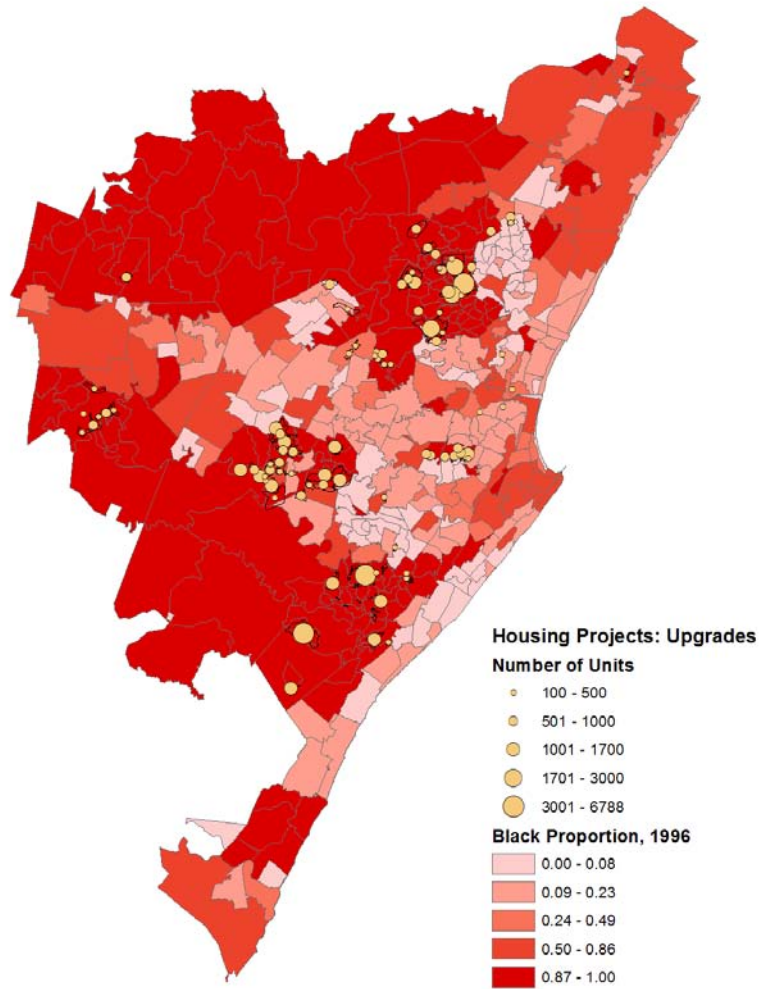 Housing Projects: Upgrades
Number of Units
100 - 500
501 - 1000
1001 - 1700
1701 - 3000
3001 - 6788
Black Proportion, 1996
0.00 - 0.08
0.09 - 0.23
0.24 - 0.49
0.50 - 0.86
0.87 - 1.00